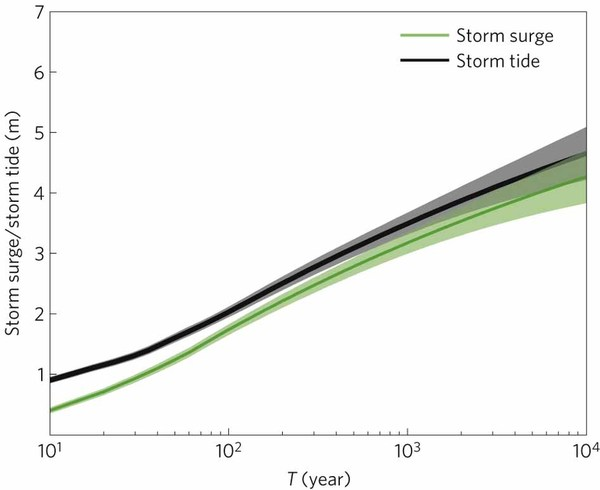 7
6
5
4
3
2
1
Storm surge/storm tide (m)
Storm surge
Storm tide
10¹ 10² 10³ 10⁴
T (year)